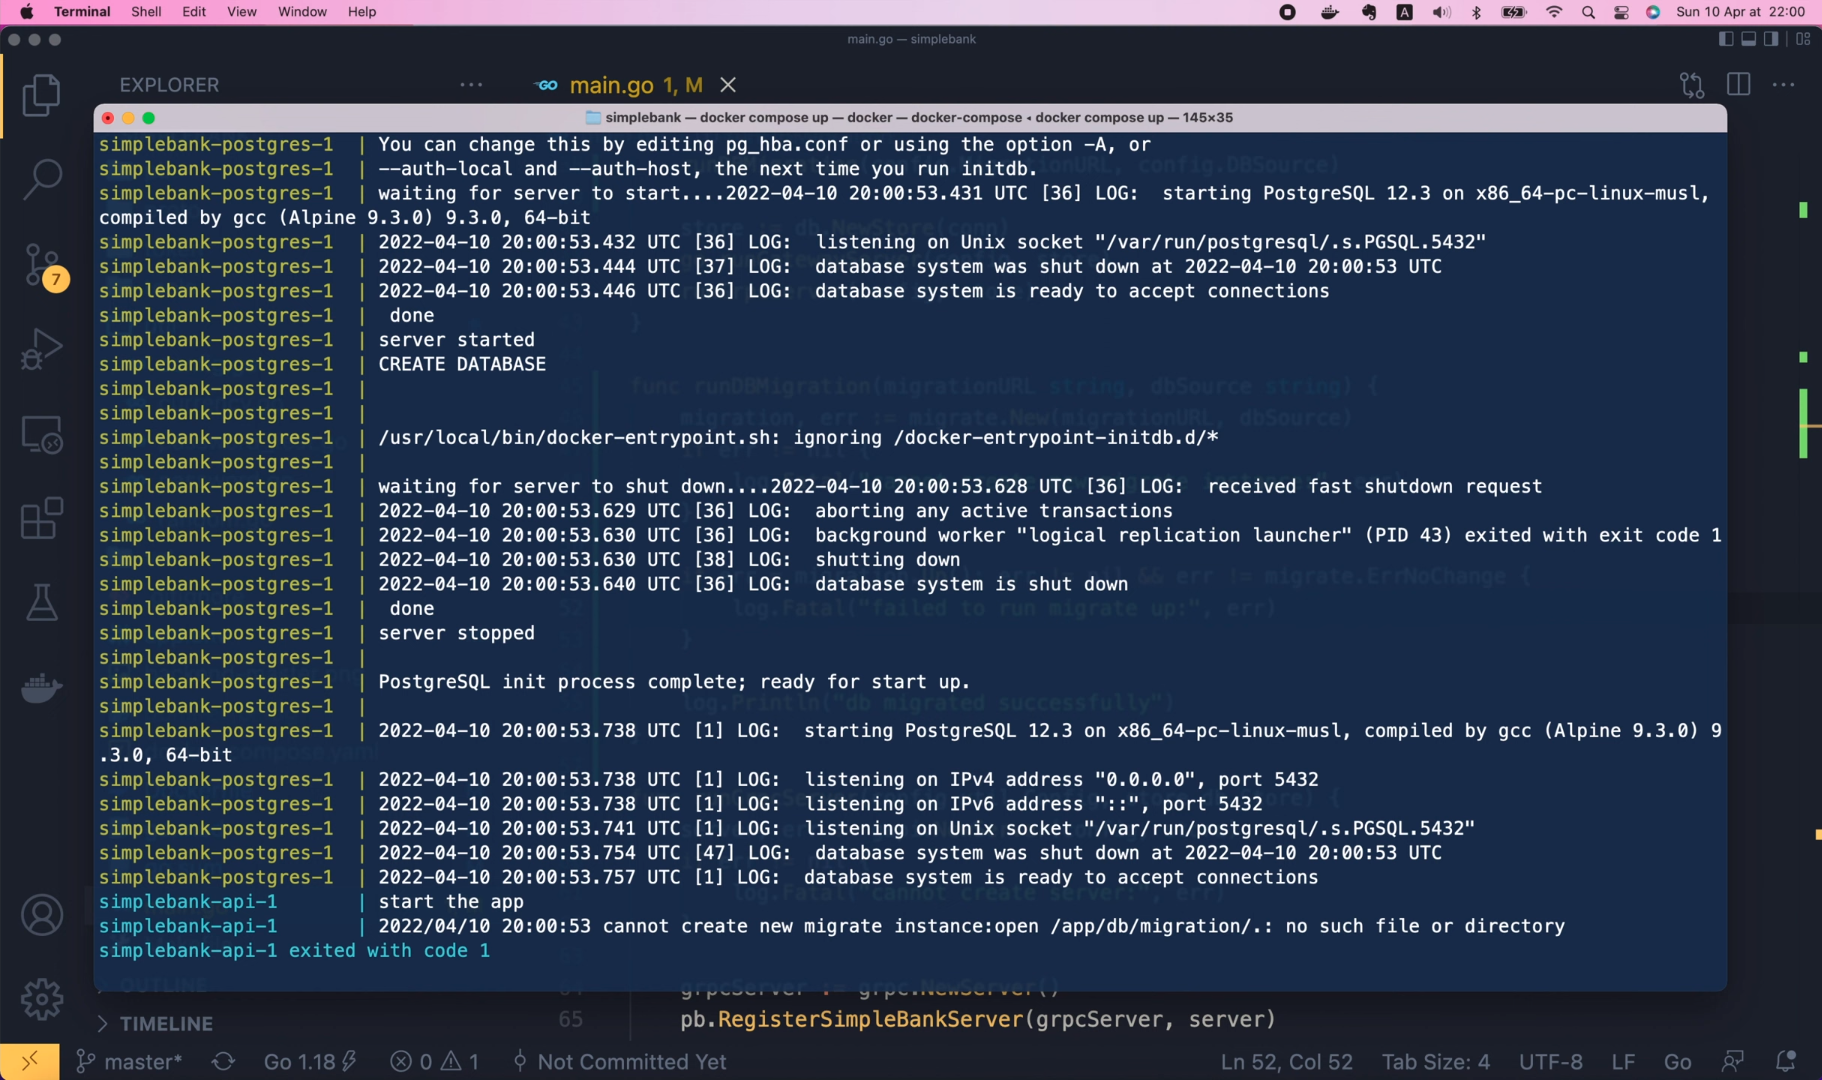 Terminal Shell Edit View Window Help
A
Sun 10 Apr at 22:00
main.go — simplebank
EXPLORER
main.go 1, M
simplebank — docker compose up — docker — docker-compose ◂ docker compose up — 145×35
simplebank-postgres-1 | You can change this by editing pg_hba.conf or using the option -A, or
simplebank-postgres-1 | --auth-local and --auth-host, the next time you run initdb.
simplebank-postgres-1 | waiting for server to start....2022-04-10 20:00:53.431 UTC [36] LOG:  starting PostgreSQL 12.3 on x86_64-pc-linux-musl,
compiled by gcc (Alpine 9.3.0) 9.3.0, 64-bit
simplebank-postgres-1 | 2022-04-10 20:00:53.432 UTC [36] LOG:  listening on Unix socket "/var/run/postgresql/.s.PGSQL.5432"
simplebank-postgres-1 | 2022-04-10 20:00:53.444 UTC [37] LOG:  database system was shut down at 2022-04-10 20:00:53 UTC
simplebank-postgres-1 | 2022-04-10 20:00:53.446 UTC [36] LOG:  database system is ready to accept connections
simplebank-postgres-1 |  done
simplebank-postgres-1 | server started
simplebank-postgres-1 | CREATE DATABASE
simplebank-postgres-1 |
simplebank-postgres-1 |
simplebank-postgres-1 | /usr/local/bin/docker-entrypoint.sh: ignoring /docker-entrypoint-initdb.d/*
simplebank-postgres-1 |
simplebank-postgres-1 | waiting for server to shut down....2022-04-10 20:00:53.628 UTC [36] LOG:  received fast shutdown request
simplebank-postgres-1 | 2022-04-10 20:00:53.629 UTC [36] LOG:  aborting any active transactions
simplebank-postgres-1 | 2022-04-10 20:00:53.630 UTC [36] LOG:  background worker "logical replication launcher" (PID 43) exited with exit code 1
simplebank-postgres-1 | 2022-04-10 20:00:53.630 UTC [38] LOG:  shutting down
simplebank-postgres-1 | 2022-04-10 20:00:53.640 UTC [36] LOG:  database system is shut down
simplebank-postgres-1 |  done
simplebank-postgres-1 | server stopped
simplebank-postgres-1 |
simplebank-postgres-1 | PostgreSQL init process complete; ready for start up.
simplebank-postgres-1 |
simplebank-postgres-1 | 2022-04-10 20:00:53.738 UTC [1] LOG:  starting PostgreSQL 12.3 on x86_64-pc-linux-musl, compiled by gcc (Alpine 9.3.0) 9
.3.0, 64-bit
simplebank-postgres-1 | 2022-04-10 20:00:53.738 UTC [1] LOG:  listening on IPv4 address "0.0.0.0", port 5432
simplebank-postgres-1 | 2022-04-10 20:00:53.738 UTC [1] LOG:  listening on IPv6 address "::", port 5432
simplebank-postgres-1 | 2022-04-10 20:00:53.741 UTC [1] LOG:  listening on Unix socket "/var/run/postgresql/.s.PGSQL.5432"
simplebank-postgres-1 | 2022-04-10 20:00:53.754 UTC [47] LOG:  database system was shut down at 2022-04-10 20:00:53 UTC
simplebank-postgres-1 | 2022-04-10 20:00:53.757 UTC [1] LOG:  database system is ready to accept connections
simplebank-api-1 | start the app
simplebank-api-1 | 2022/04/10 20:00:53 cannot create new migrate instance:open /app/db/migration/.: no such file or directory
simplebank-api-1 exited with code 1
7
OUTLINE
grpcServer := grpc.NewServer()
TIMELINE
65 pb.RegisterSimpleBankServer(grpcServer, server)
master* Go 1.18 0 1 Not Committed Yet Ln 52, Col 52 Tab Size: 4 UTF-8 LF Go